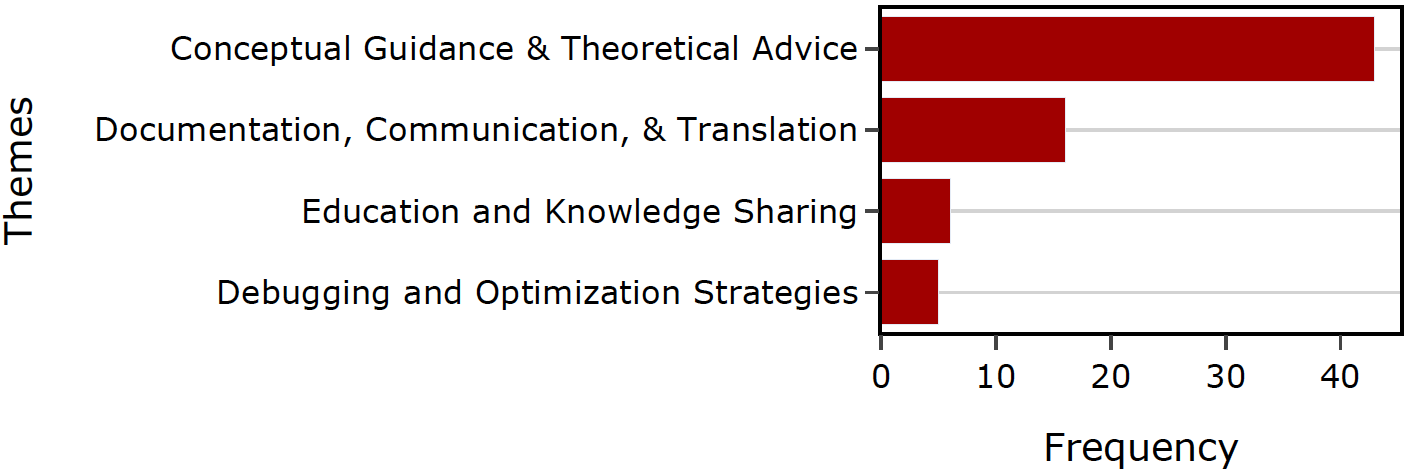 Themes
Conceptual Guidance & Theoretical Advice
Documentation, Communication, & Translation
Education and Knowledge Sharing
Debugging and Optimization Strategies
0 10 20 30 40
Frequency